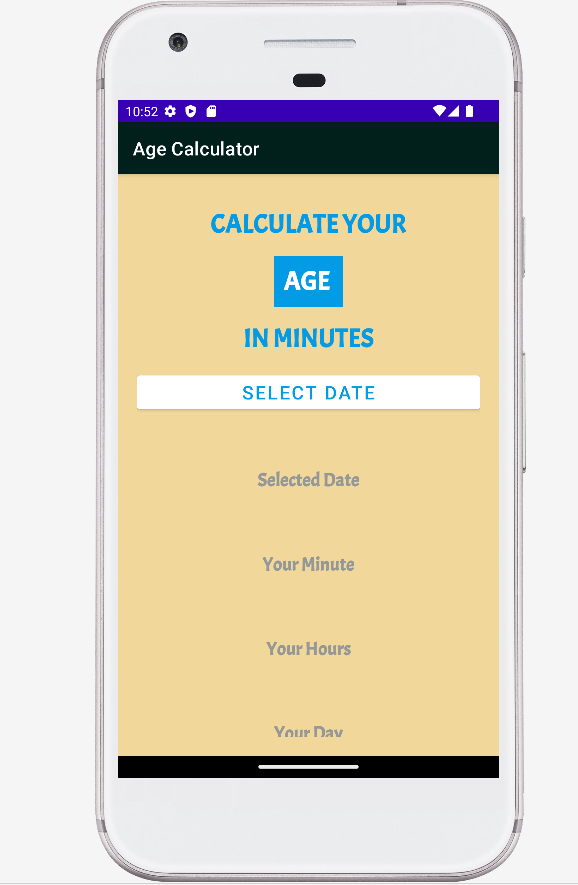 10:52
Age Calculator
CALCULATE YOUR
AGE
IN MINUTES
SELECT DATE
Selected Date
Your Minute
Your Hours
Your Day